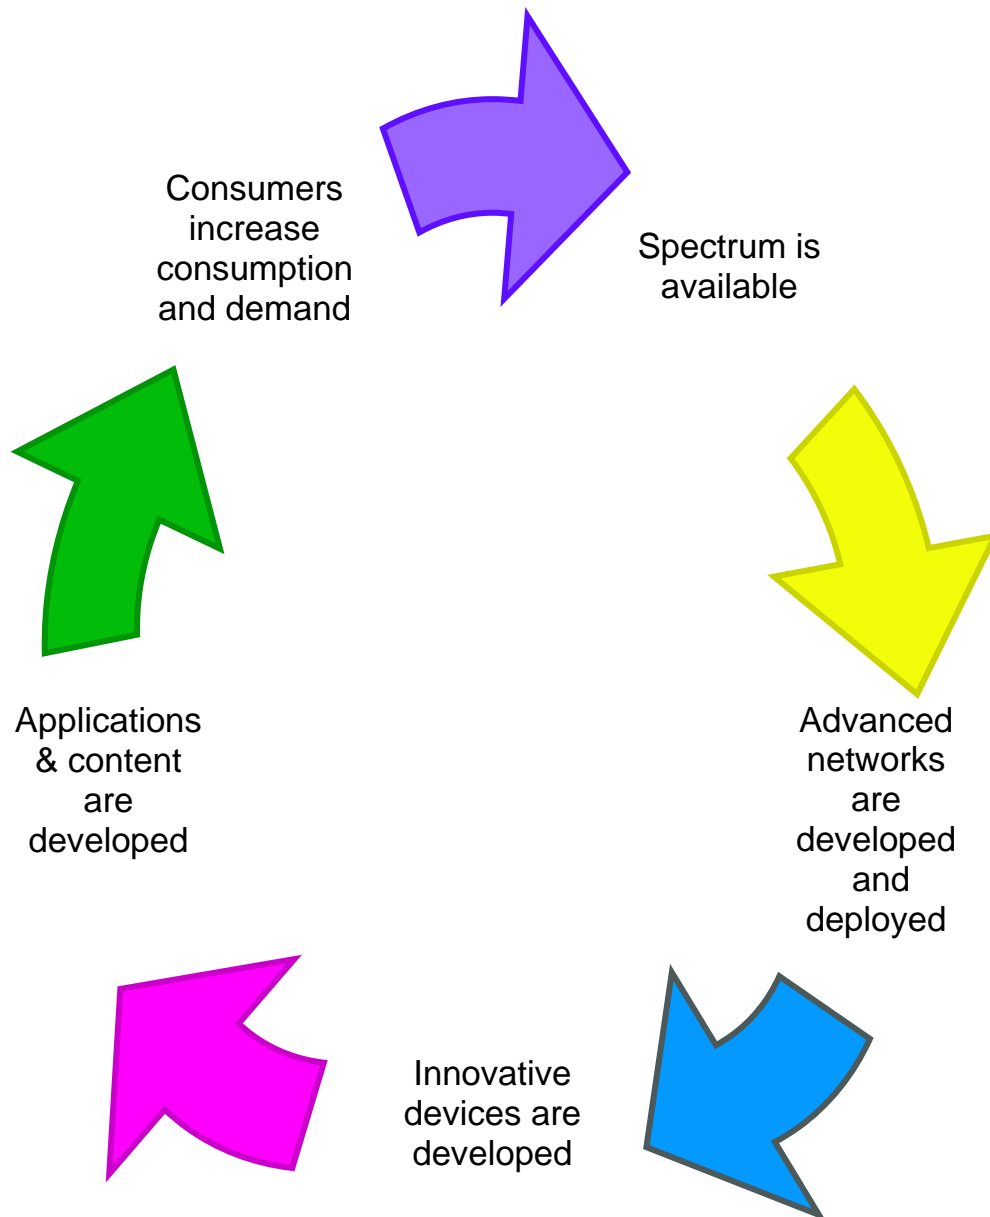 Consumers
increase
consumption
and demand
Spectrum is
available
Advanced
networks
are
developed
and
deployed
Innovative
devices are
developed
Applications
& content
are
developed